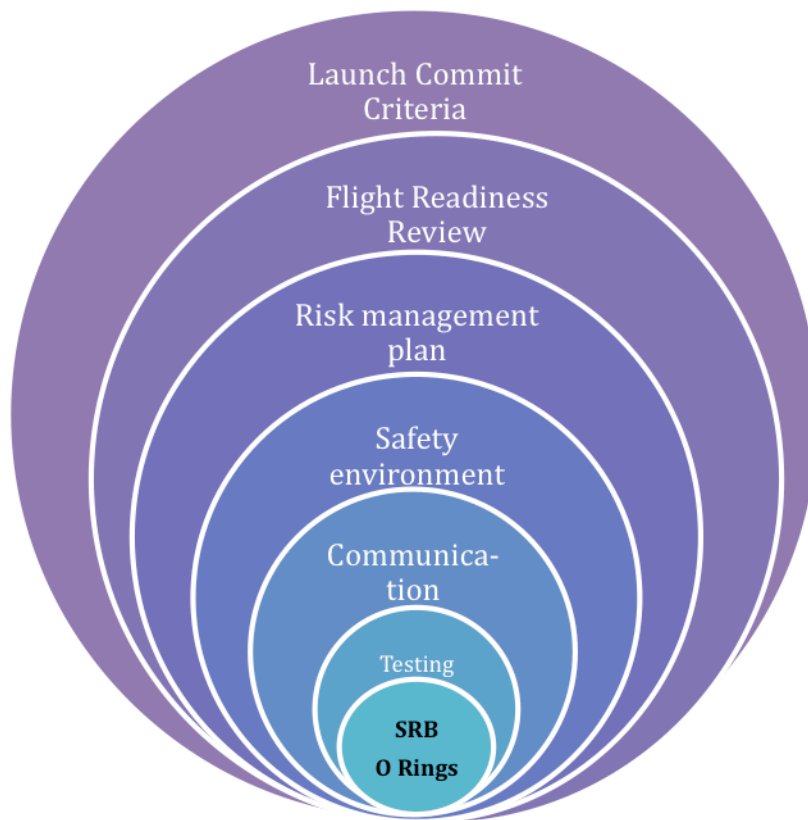 Launch Commit
Criteria
Flight Readiness
Review
Risk management
plan
Safety
environment
Communica-
tion
Testing
SRB
O Rings